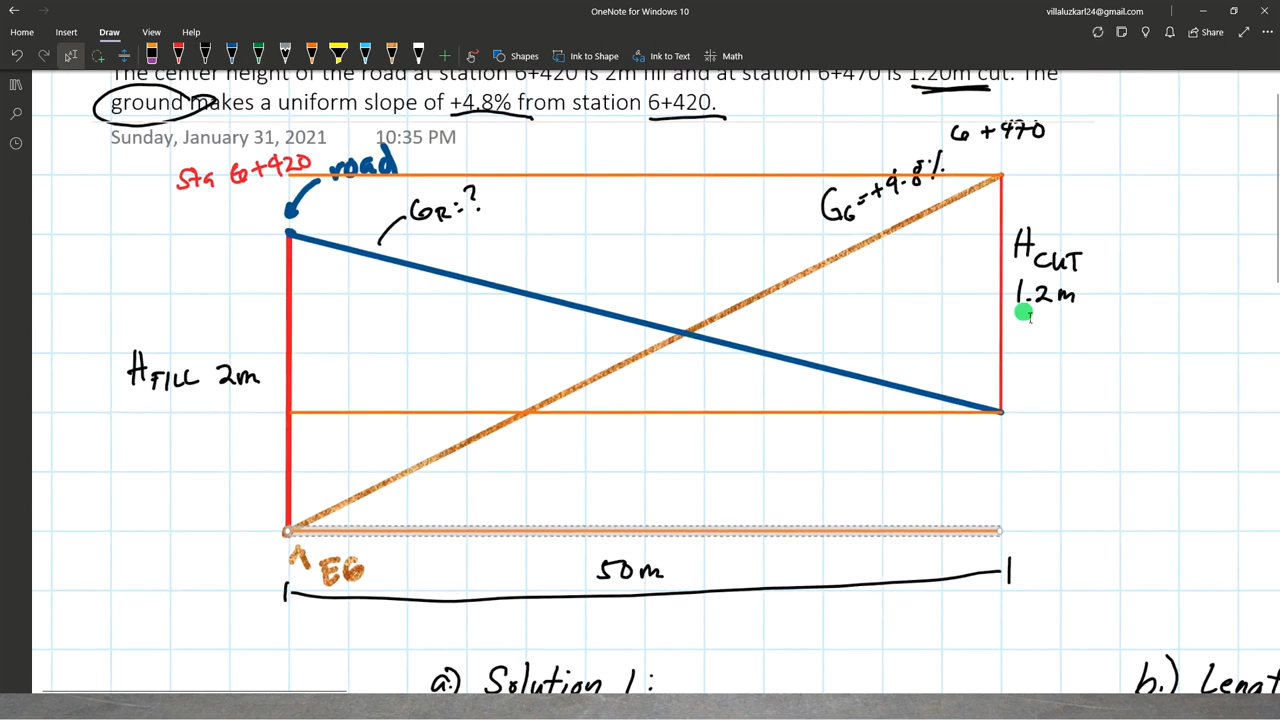 OneNote for Windows 10
villaluzkarl24@gmail.com
Home Insert Draw View Help
Shapes Ink to Shape Ink to Text Math
Share
The center height of the road at station 6+420 is 2m fill and at station 6+470 is 1.20m cut. The
ground makes a uniform slope of +4.8% from station 6+420.
Sunday, January 31, 2021 10:35 PM
6+470
Sta 6+420
road
GR=?
GG=+4.8%
HCUT
1.2m
HFILL 2m
EG
50m
a.) Solution 1:
b.) Lengt